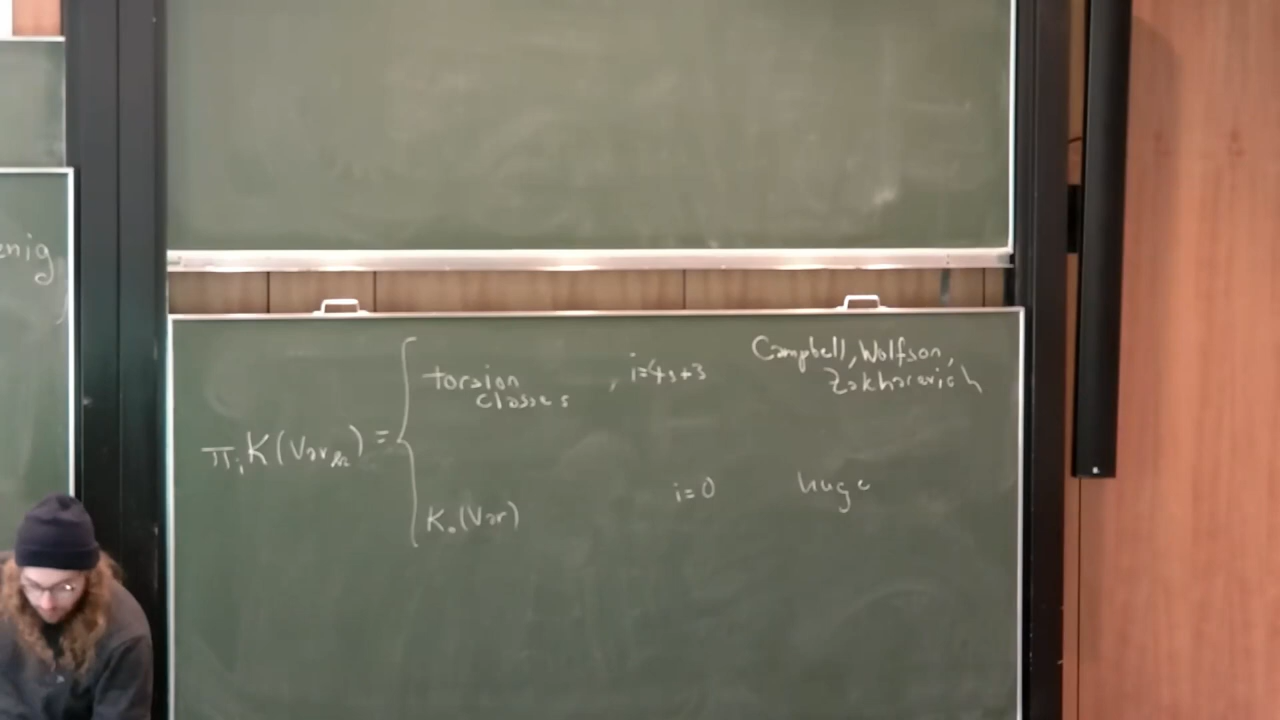 enig
torsion classes , i=4s+3 Campbell, Wolfson, Zakharevich
π_i K(Var_k) = {
K_0(Var) i=0 huge